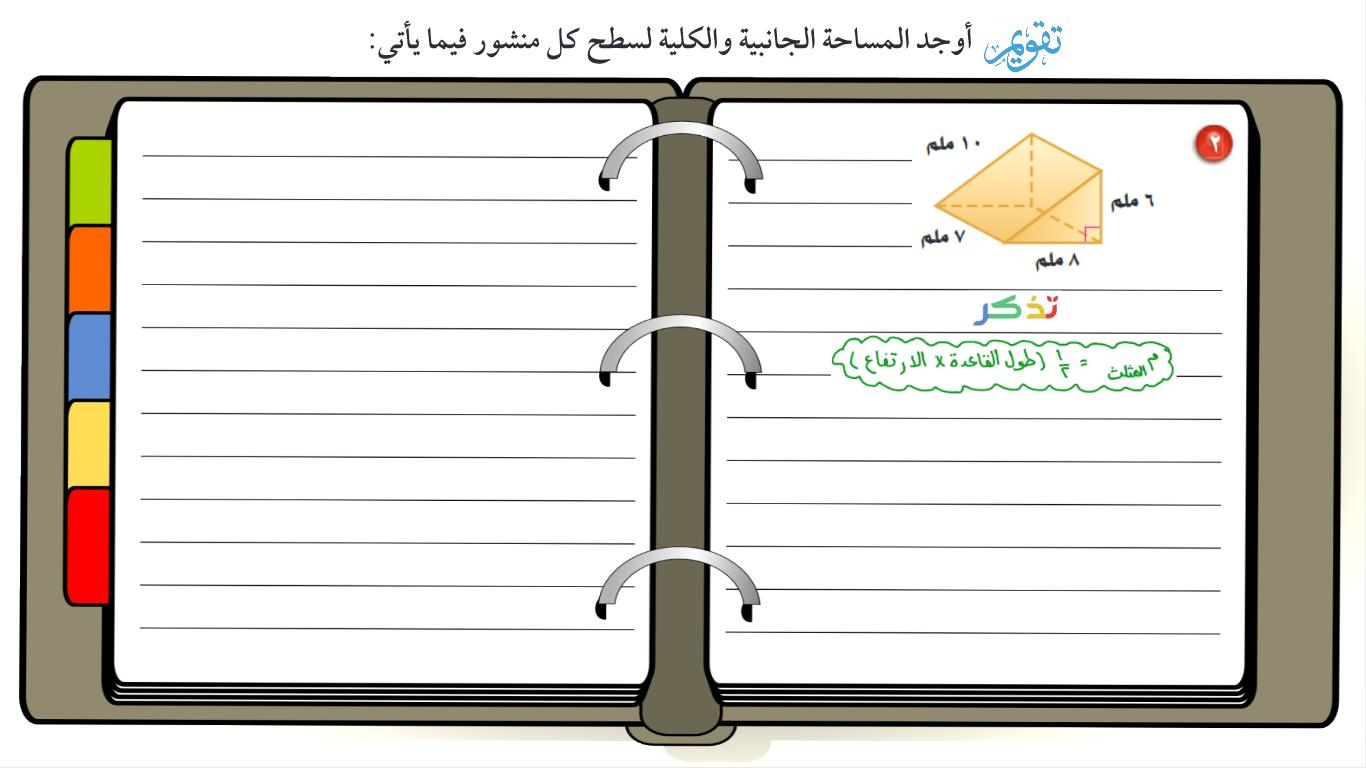 تقويم أوجد المساحة الجانبية والكلية لسطح كل منشور فيما يأتي:
٢
١٠ ملم
٦ ملم
٧ ملم
٨ ملم
تذكر
م المثلث = ١/٢ (طول القاعدة × الارتفاع)